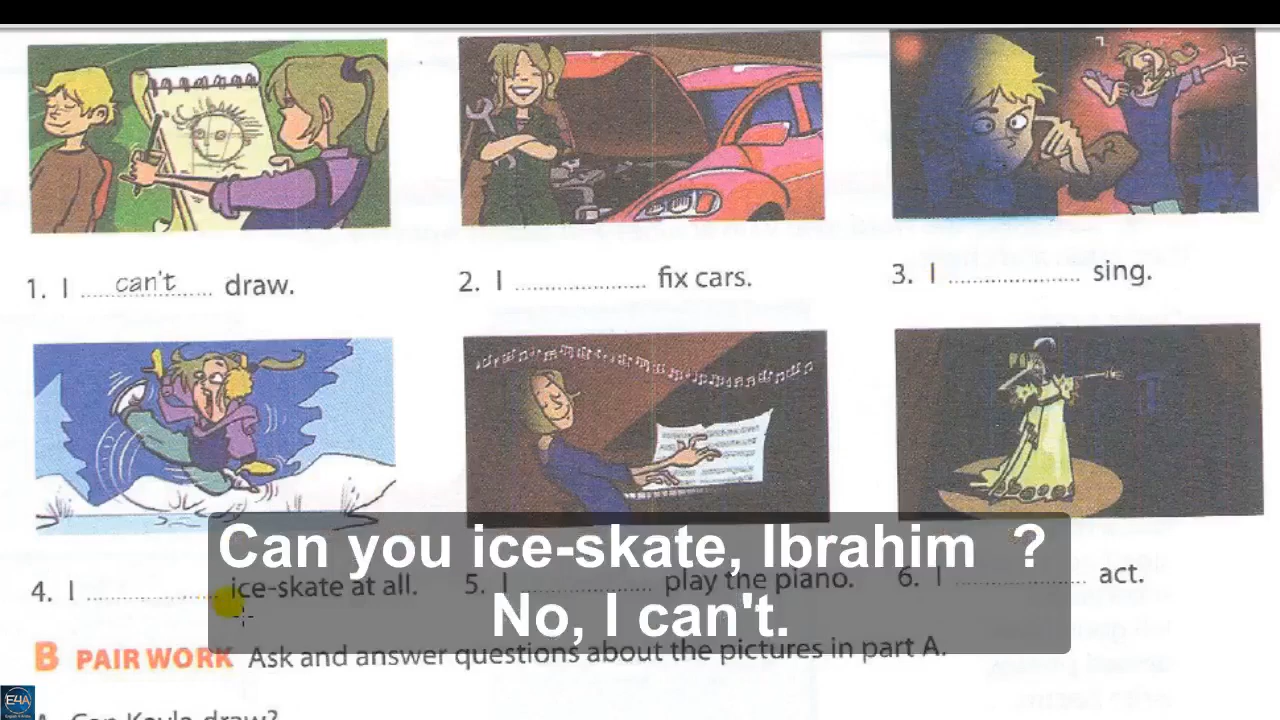 1. I can't draw.
2. I .................... fix cars.
3. I .................... sing.
4. I .................... ice-skate at all.
5. I .................... play the piano.
6. I .................... act.
Can you ice-skate, Ibrahim ?
No, I can't.
B PAIR WORK Ask and answer questions about the pictures in part A.
E4A